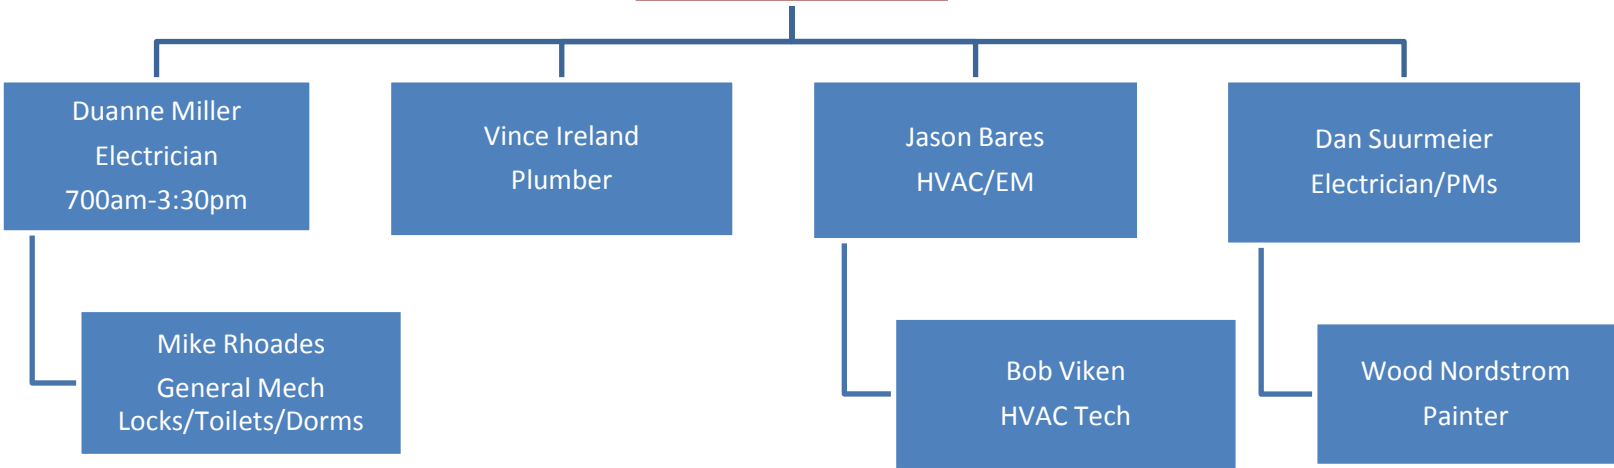 Duanne Miller
Electrician
700am-3:30pm
Vince Ireland
Plumber
Jason Bares
HVAC/EM
Dan Suurmeier
Electrician/PMs
Mike Rhoades
General Mech
Locks/Toilets/Dorms
Bob Viken
HVAC Tech
Wood Nordstrom
Painter